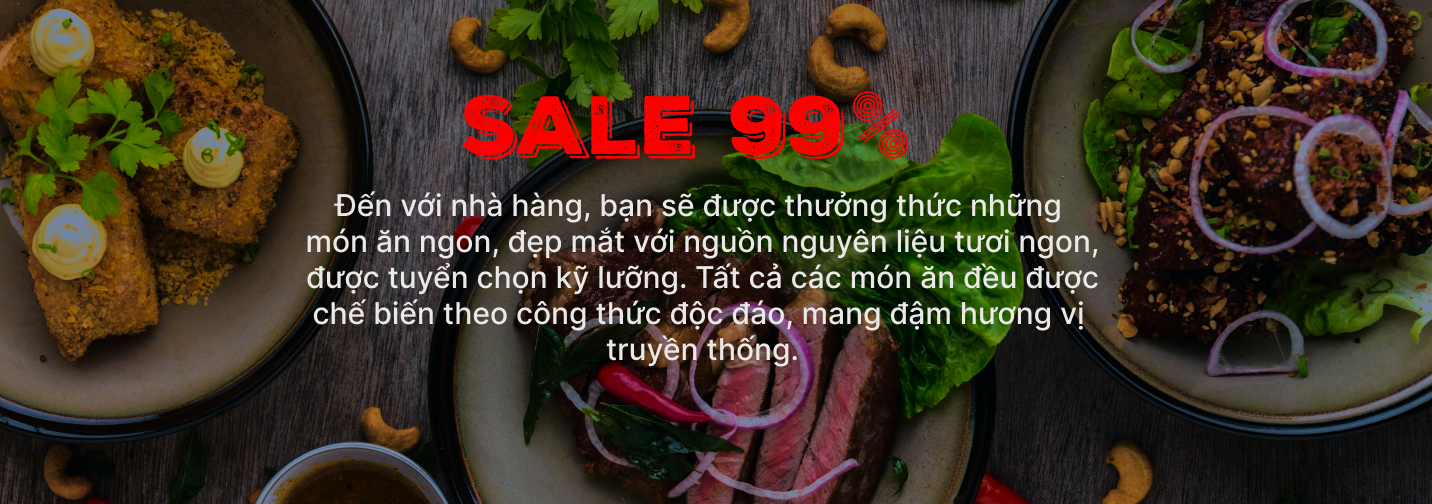 SALE 99%
Đến với nhà hàng, bạn sẽ được thưởng thức những
món ăn ngon, đẹp mắt với nguồn nguyên liệu tươi ngon,
được tuyển chọn kỹ lưỡng. Tất cả các món ăn đều được
chế biến theo công thức độc đáo, mang đậm hương vị
truyền thống.